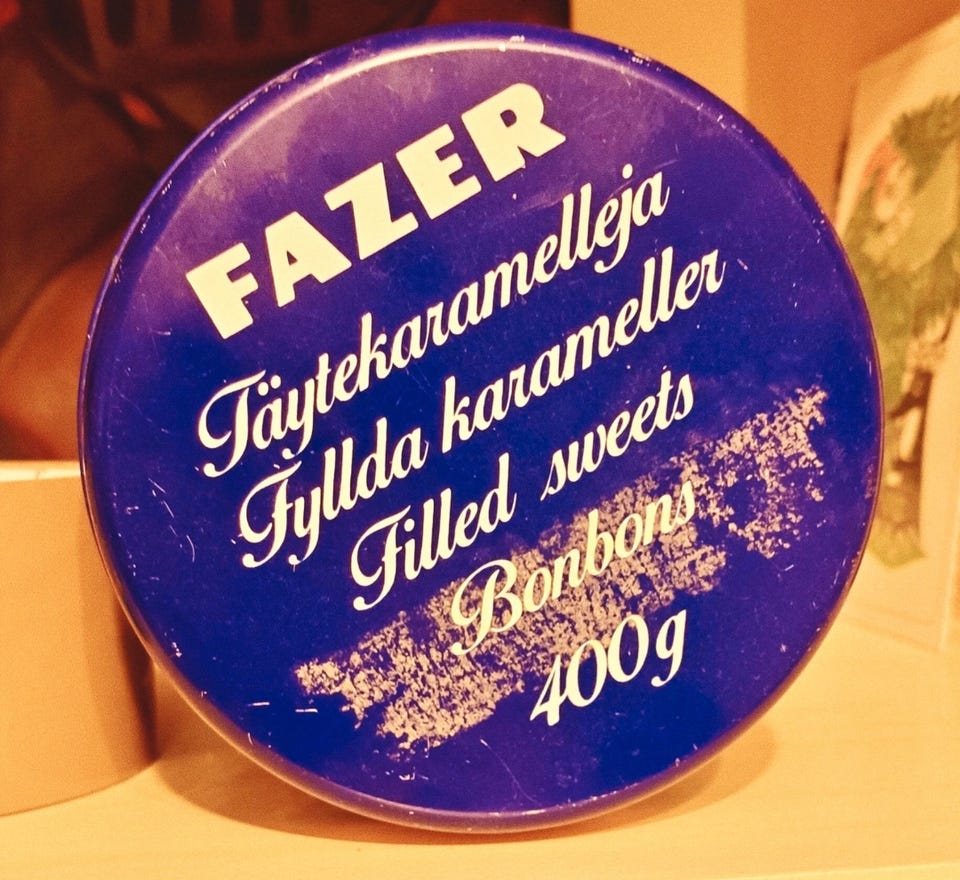 FAZER
Täytekaramelleja
Fyllda karameller
Filled sweets
Bonbons
400g